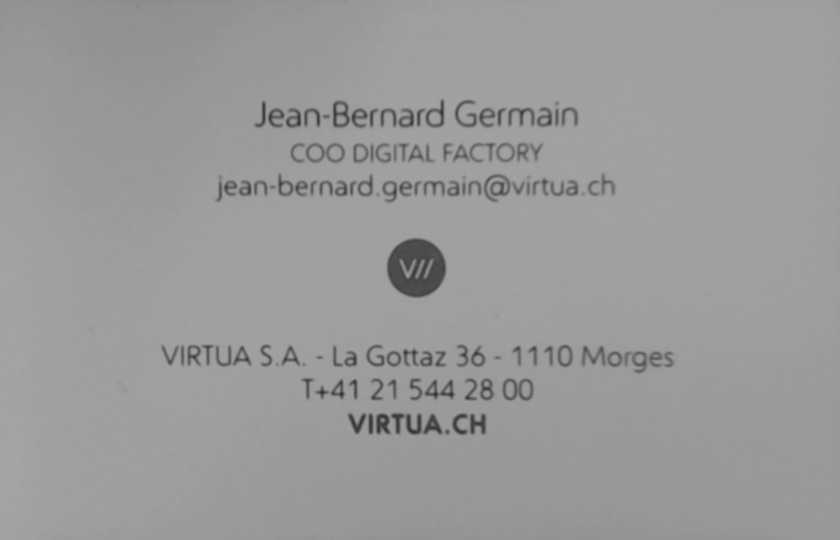 Jean-Bernard Germain
COO DIGITAL FACTORY
jean-bernard.germain@virtua.ch
V//
VIRTUA S.A. - La Gottaz 36 - 1110 Morges
T+41 21 544 28 00
VIRTUA.CH